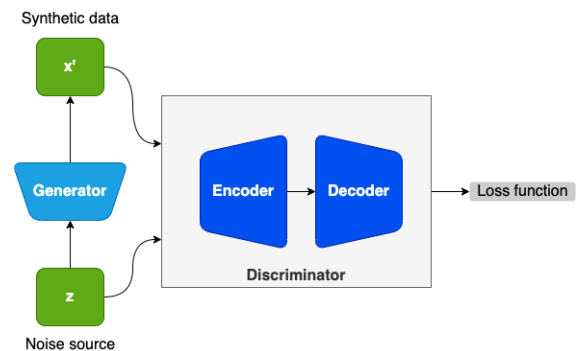 Synthetic data
x'
Generator
z
Noise source
Encoder
Decoder
Discriminator
Loss function